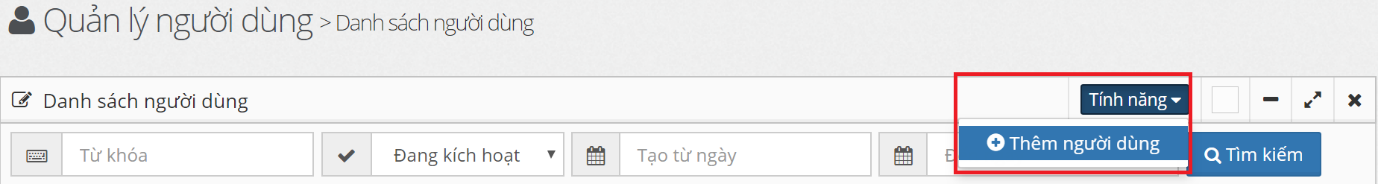 Quản lý người dùng > Danh sách người dùng
Danh sách người dùng
Tính năng
Thêm người dùng
Từ khóa
Đang kích hoạt
Tạo từ ngày
Tìm kiếm